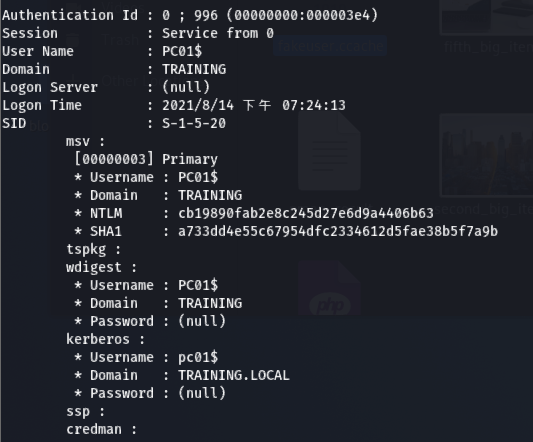 Authentication Id : 0 ; 996 (00000000:000003e4)
Session           : Service from 0
User Name         : PC01$
Domain            : TRAINING
Logon Server      : (null)
Logon Time        : 2021/8/14 下午 07:24:13
SID               : S-1-5-20
        msv :
         [00000003] Primary
         * Username : PC01$
         * Domain   : TRAINING
         * NTLM     : cb19890fab2e8c245d27e6d9a4406b63
         * SHA1     : a733dd4e55c67954dfc2334612d5fae38b5f7a9b
        tspkg :
        wdigest :
         * Username : PC01$
         * Domain   : TRAINING
         * Password : (null)
        kerberos :
         * Username : pc01$
         * Domain   : TRAINING.LOCAL
         * Password : (null)
        ssp :
        credman :
php